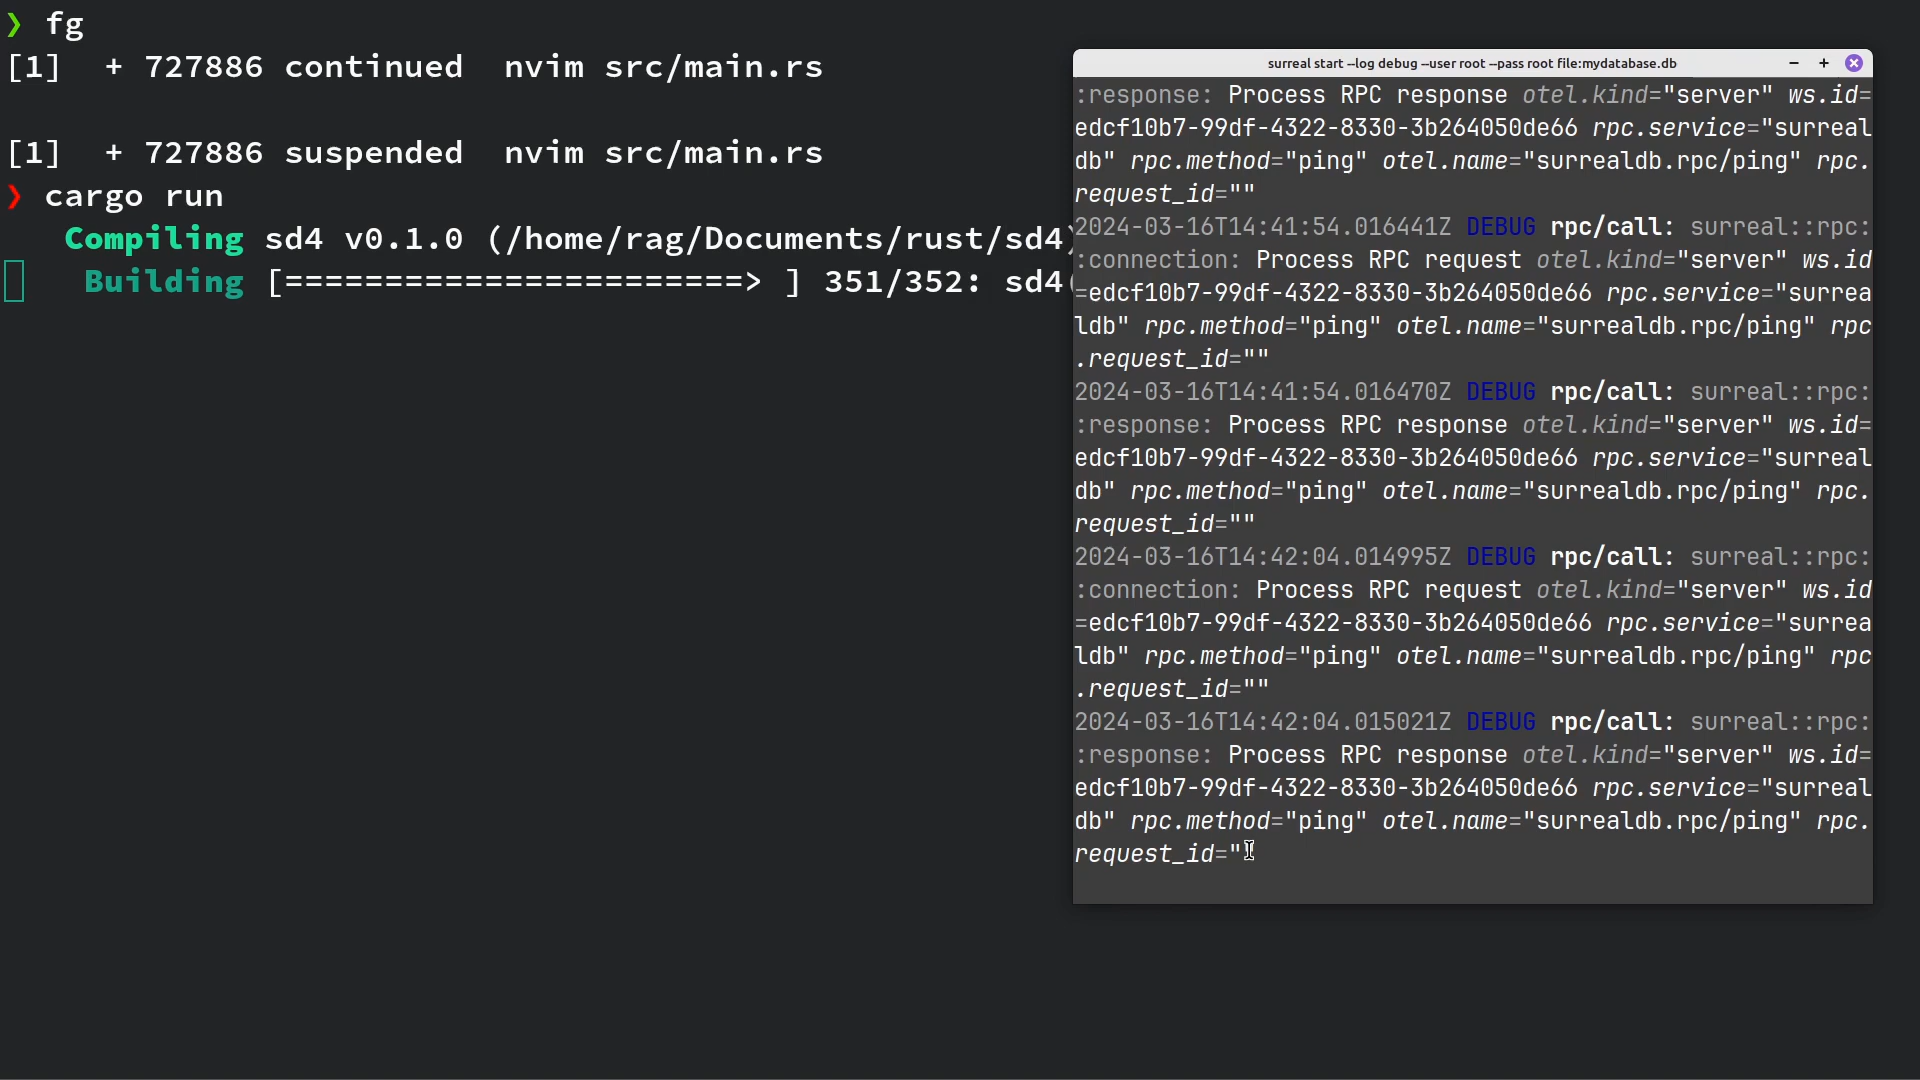 ❯ fg
[1]  + 727886 continued  nvim src/main.rs
[1]  + 727886 suspended  nvim src/main.rs
❯ cargo run
Compiling sd4 v0.1.0 (/home/rag/Documents/rust/sd4)
Building [=======================> ] 351/352: sd4(
surreal start --log debug --user root --pass root file:mydatabase.db
:response: Process RPC response otel.kind="server" ws.id=
edcf10b7-99df-4322-8330-3b264050de66 rpc.service="surreal
db" rpc.method="ping" otel.name="surrealdb.rpc/ping" rpc.
request_id=""
2024-03-16T14:41:54.016441Z DEBUG rpc/call: surreal::rpc:
:connection: Process RPC request otel.kind="server" ws.id
=edcf10b7-99df-4322-8330-3b264050de66 rpc.service="surrea
ldb" rpc.method="ping" otel.name="surrealdb.rpc/ping" rpc
.request_id=""
2024-03-16T14:41:54.016470Z DEBUG rpc/call: surreal::rpc:
:response: Process RPC response otel.kind="server" ws.id=
edcf10b7-99df-4322-8330-3b264050de66 rpc.service="surreal
db" rpc.method="ping" otel.name="surrealdb.rpc/ping" rpc.
request_id=""
2024-03-16T14:42:04.014995Z DEBUG rpc/call: surreal::rpc:
:connection: Process RPC request otel.kind="server" ws.id
=edcf10b7-99df-4322-8330-3b264050de66 rpc.service="surrea
ldb" rpc.method="ping" otel.name="surrealdb.rpc/ping" rpc
.request_id=""
2024-03-16T14:42:04.015021Z DEBUG rpc/call: surreal::rpc:
:response: Process RPC response otel.kind="server" ws.id=
edcf10b7-99df-4322-8330-3b264050de66 rpc.service="surreal
db" rpc.method="ping" otel.name="surrealdb.rpc/ping" rpc.
request_id=""